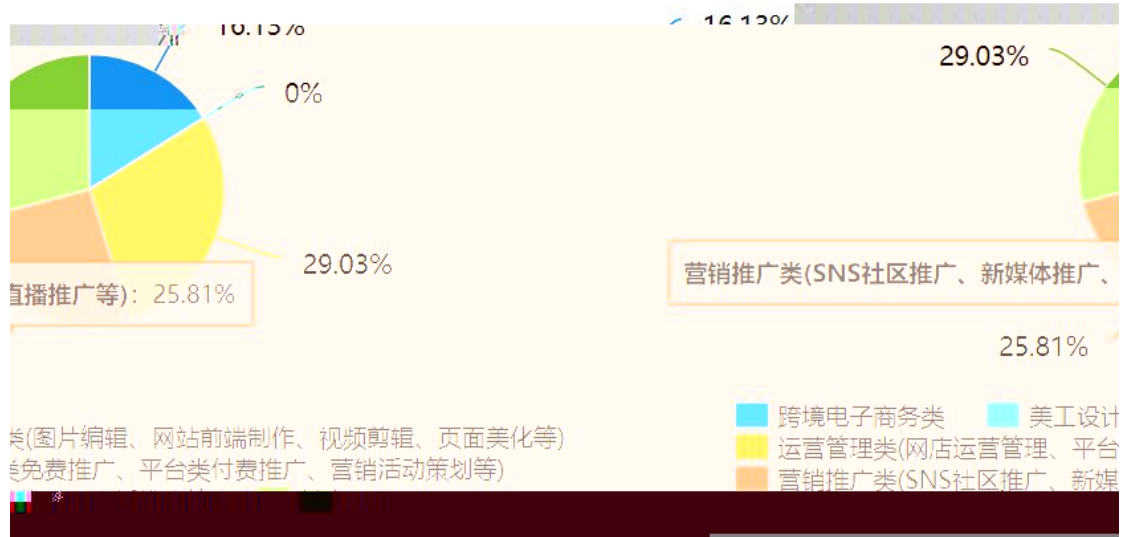 16.13%
16.13%
29.03%
0%
29.03%
营销推广类(SNS社区推广、新媒体推广、
直播推广等): 25.81%
25.81%
跨境电子商务类
美工设计
类(图片编辑、网站前端制作、视频剪辑、页面美化等)
运营管理类(网店运营管理、平台
类免费推广、平台类付费推广、营销活动策划等)
营销推广类(SNS社区推广、新媒